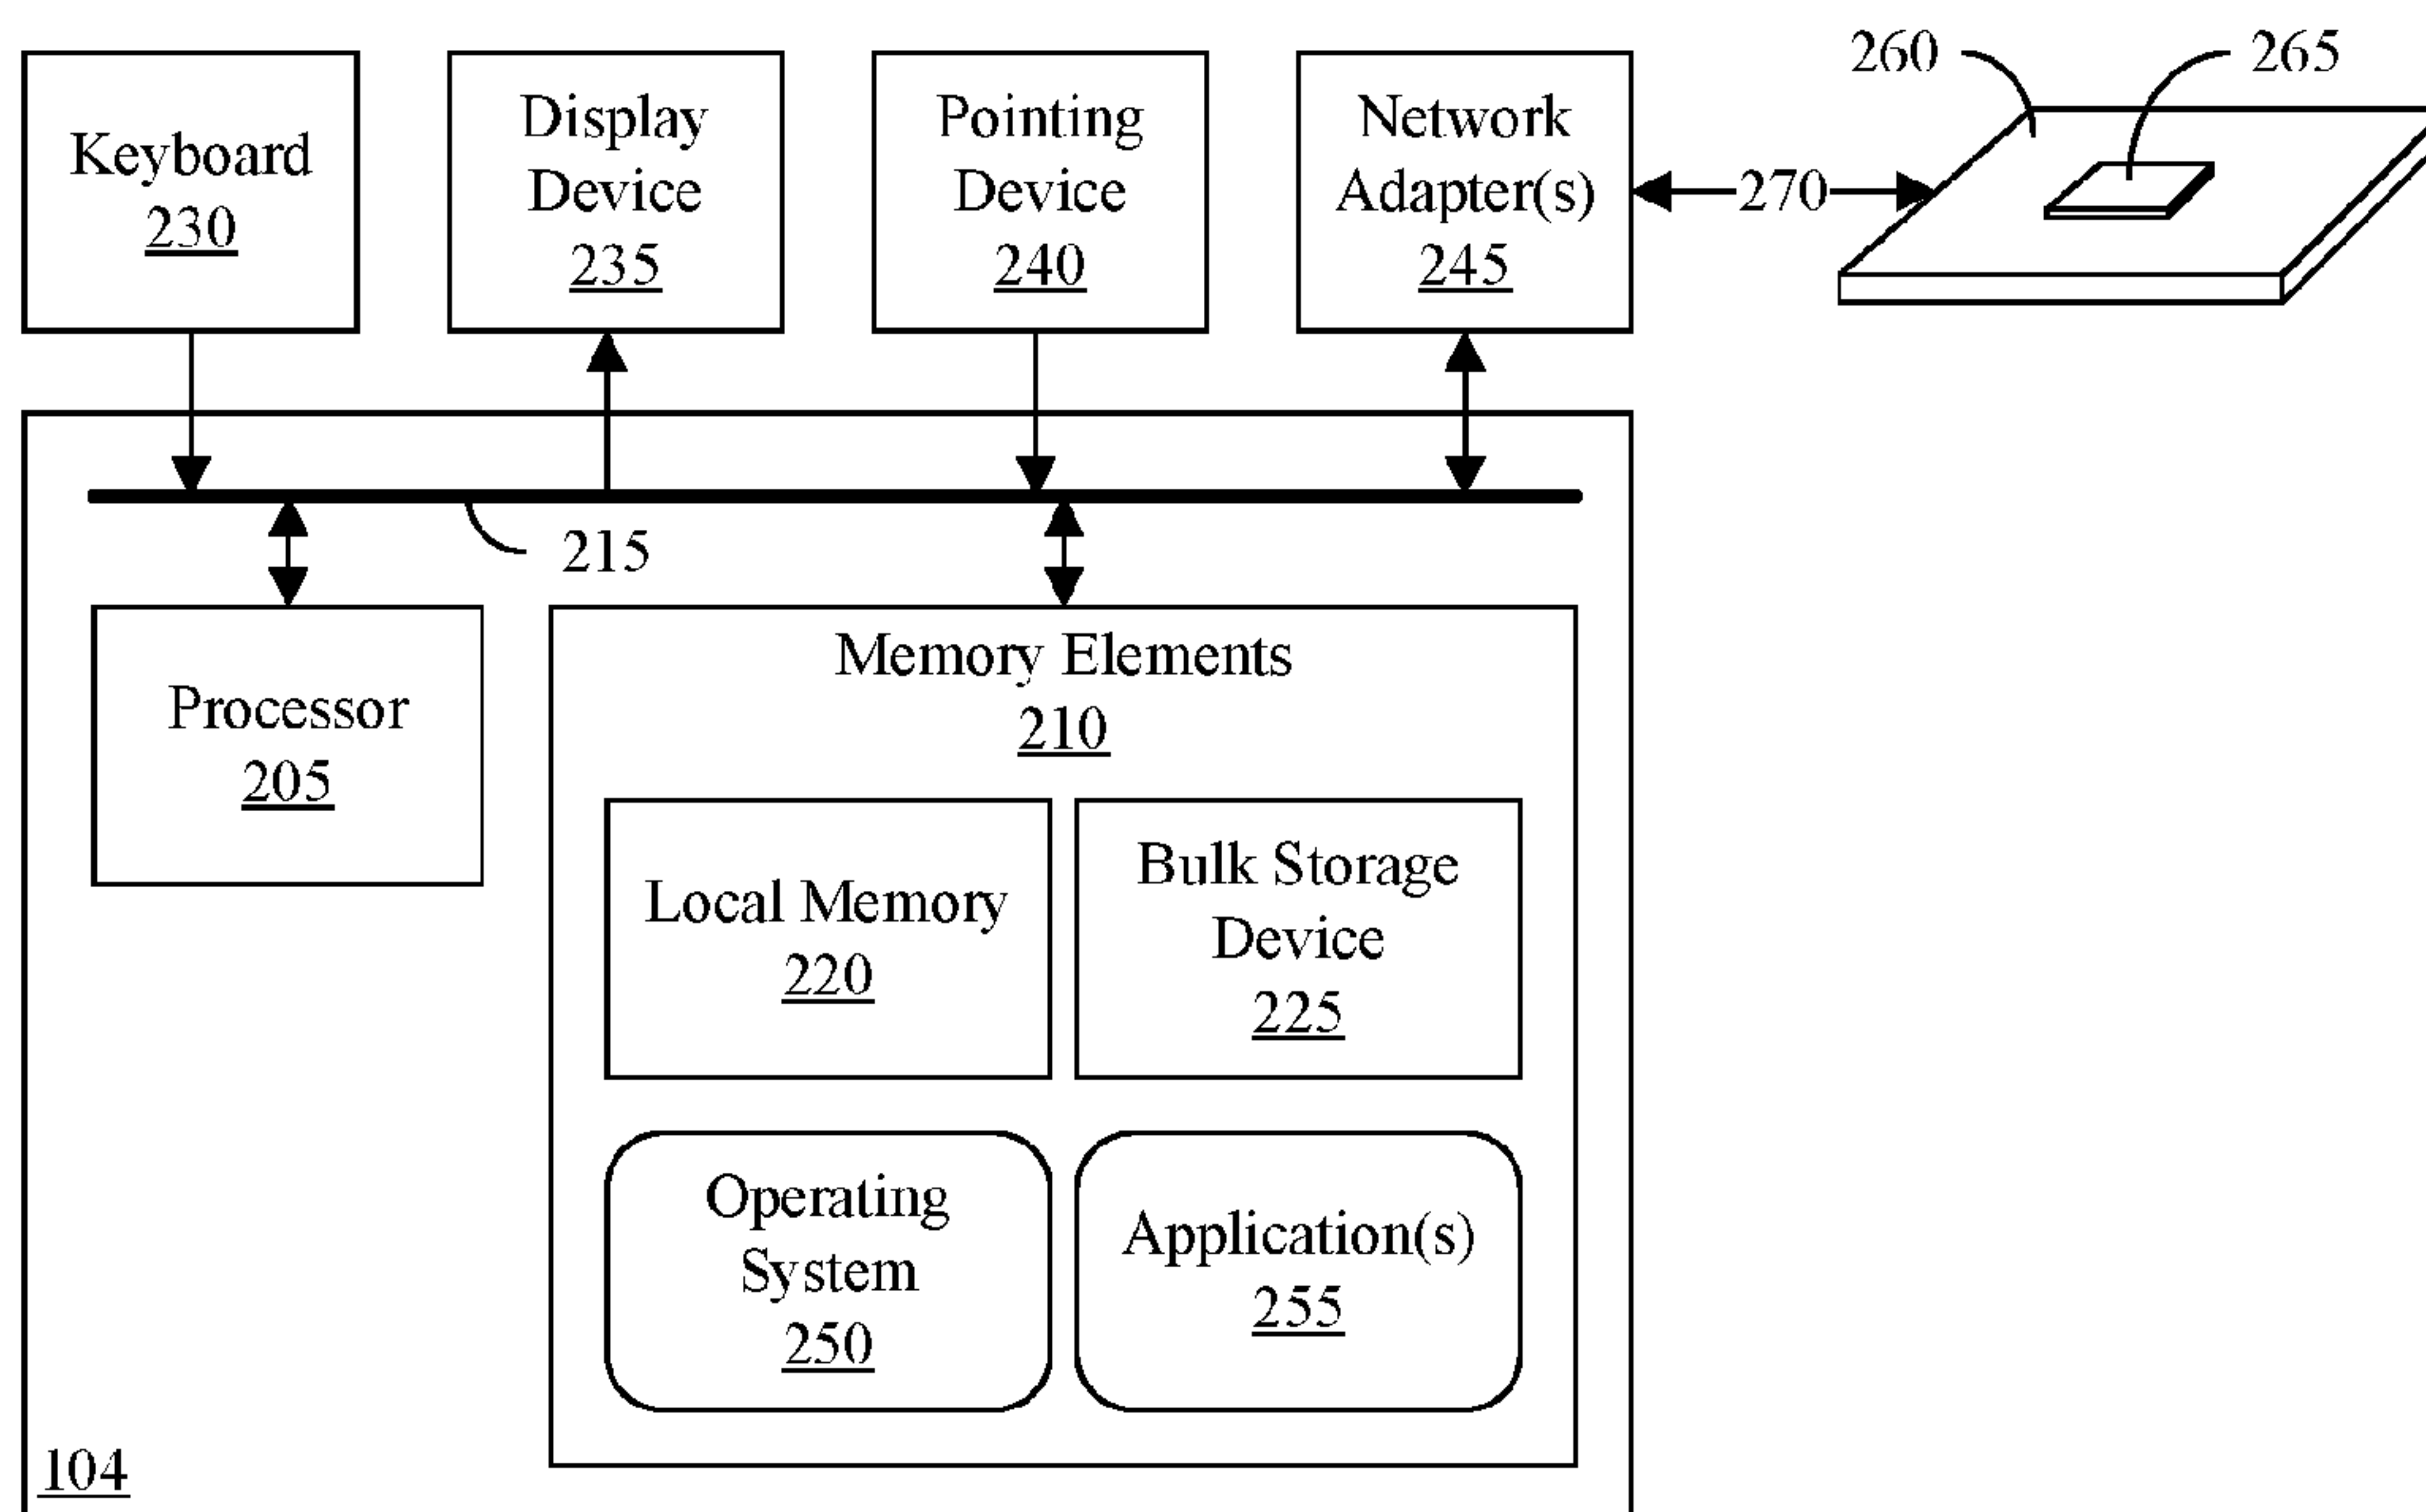 Keyboard
230
Display
Device
235
Pointing
Device
240
Network
Adapter(s)
245
270
260
265
215
Processor
205
Memory Elements
210
Local Memory
220
Bulk Storage
Device
225
Operating
System
250
Application(s)
255
104